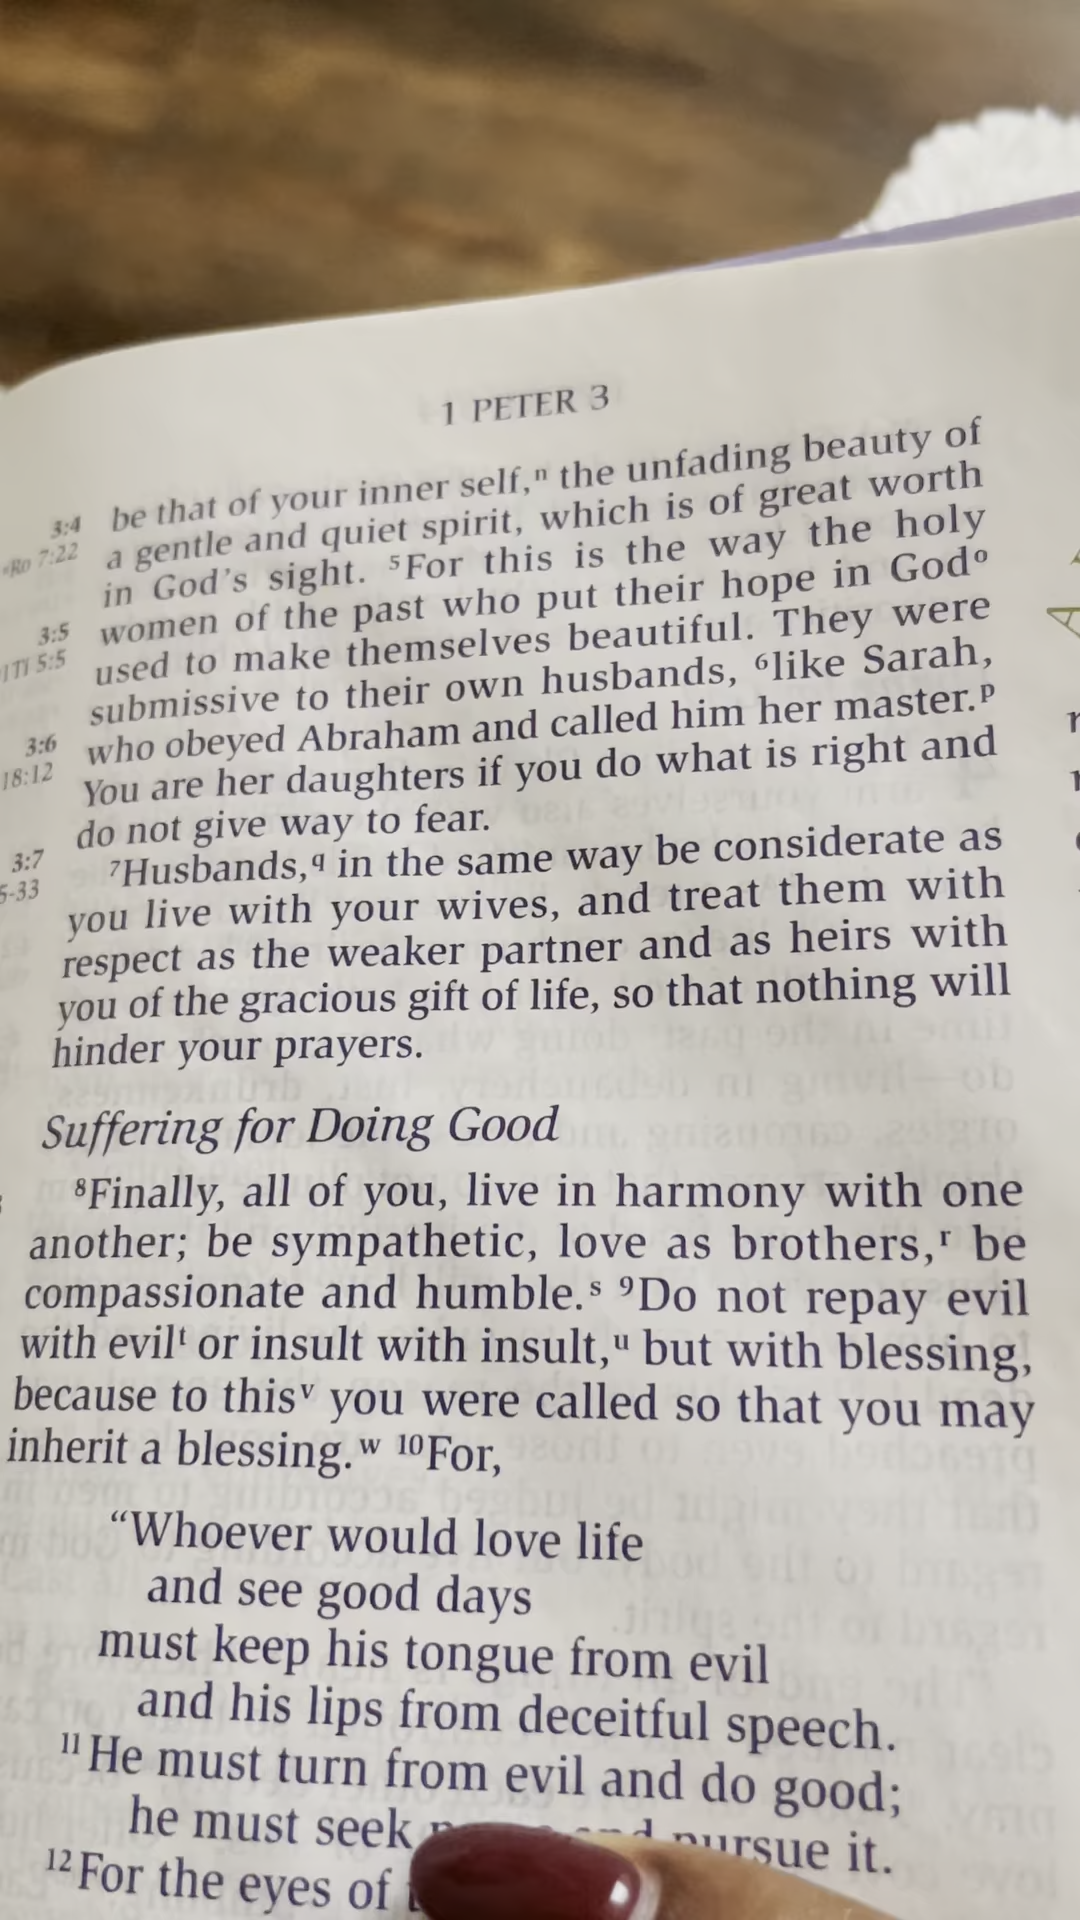 1 PETER 3
3:4 be that of your inner self,ⁿ the unfading beauty of
Ro 7:22 a gentle and quiet spirit, which is of great worth
in God's sight. ⁵For this is the way the holy
3:5 women of the past who put their hope in Godᵒ
1Ti 5:5 used to make themselves beautiful. They were
submissive to their own husbands, ⁶like Sarah,
3:6 who obeyed Abraham and called him her master.ᵖ
18:12 You are her daughters if you do what is right and
do not give way to fear.
3:7 ⁷Husbands,q in the same way be considerate as
5-33 you live with your wives, and treat them with
respect as the weaker partner and as heirs with
you of the gracious gift of life, so that nothing will
hinder your prayers.
Suffering for Doing Good
⁸Finally, all of you, live in harmony with one
another; be sympathetic, love as brothers,ʳ be
compassionate and humble.ˢ ⁹Do not repay evil
with evilᵗ or insult with insult,ᵘ but with blessing,
because to thisᵛ you were called so that you may
inherit a blessing.ʷ ¹⁰For,
“Whoever would love life
and see good days
must keep his tongue from evil
and his lips from deceitful speech.
¹¹He must turn from evil and do good;
he must seek and pursue it.
¹²For the eyes of